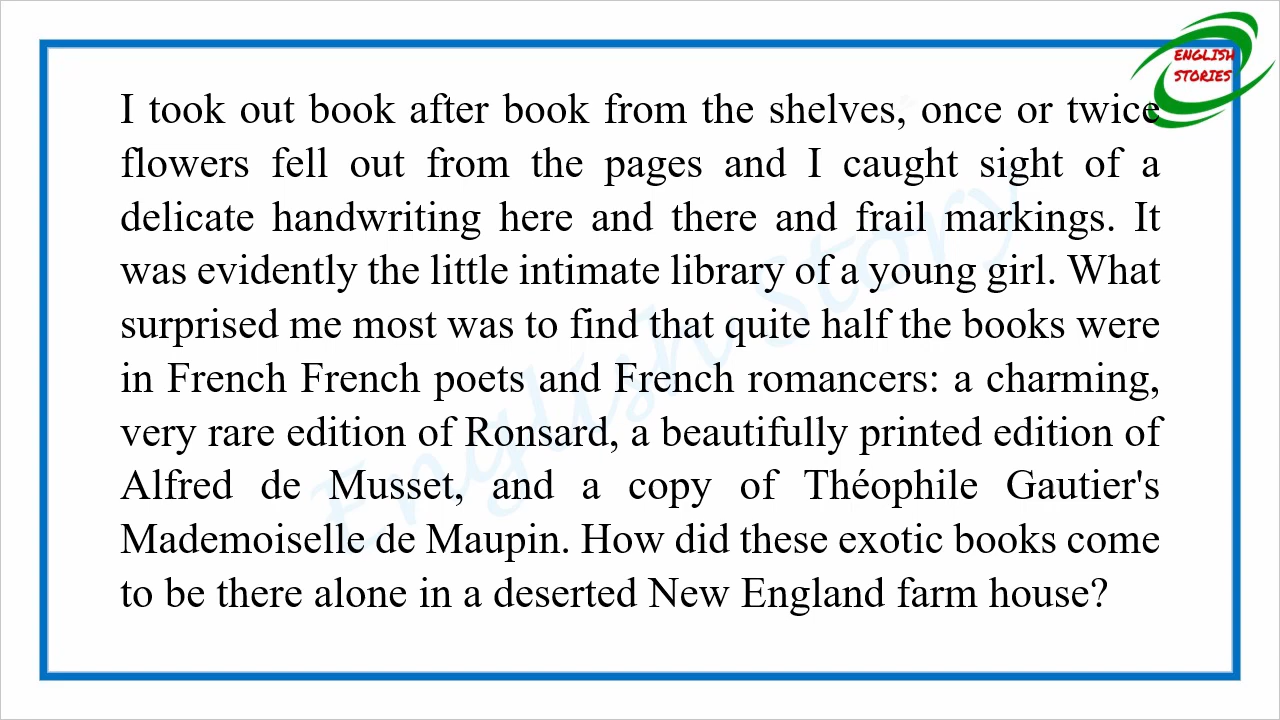 ENGLISH
STORIES
I took out book after book from the shelves, once or twice
flowers fell out from the pages and I caught sight of a
delicate handwriting here and there and frail markings. It
was evidently the little intimate library of a young girl. What
surprised me most was to find that quite half the books were
in French French poets and French romancers: a charming,
very rare edition of Ronsard, a beautifully printed edition of
Alfred de Musset, and a copy of Théophile Gautier's
Mademoiselle de Maupin. How did these exotic books come
to be there alone in a deserted New England farm house?
English Story